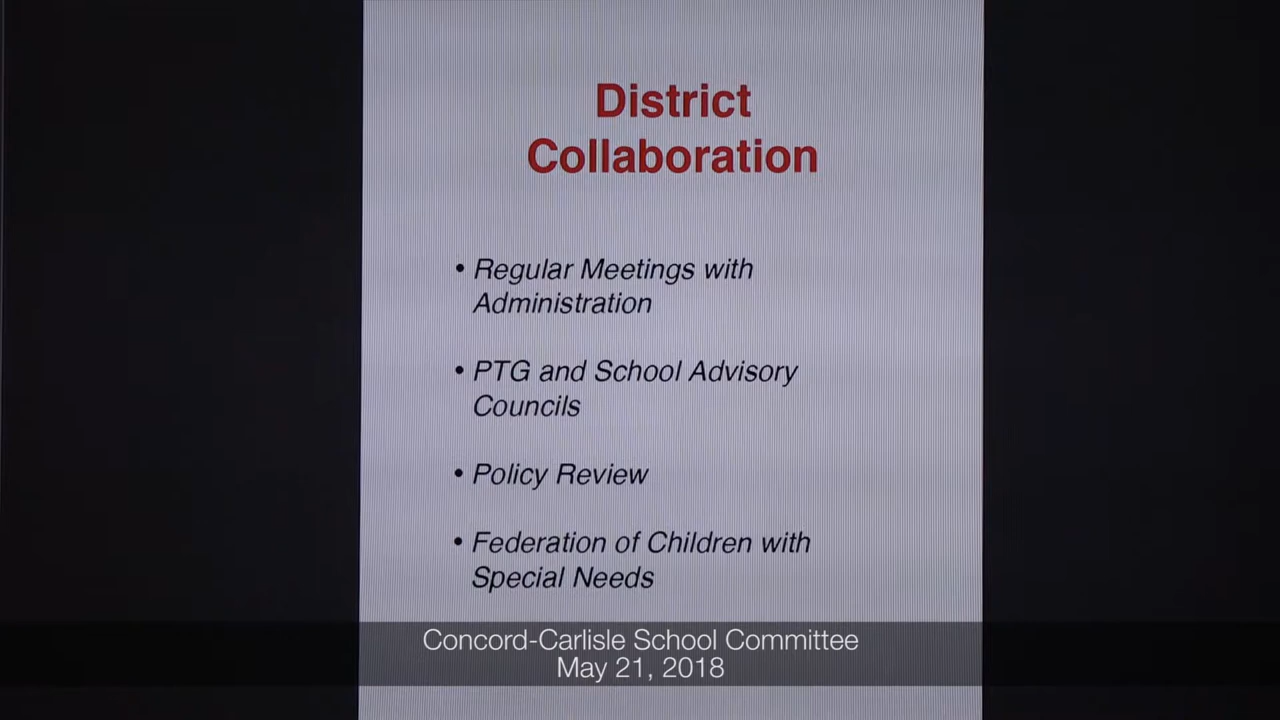 District
Collaboration
• Regular Meetings with
Administration
• PTG and School Advisory
Councils
• Policy Review
• Federation of Children with
Special Needs
Concord-Carlisle School Committee
May 21, 2018